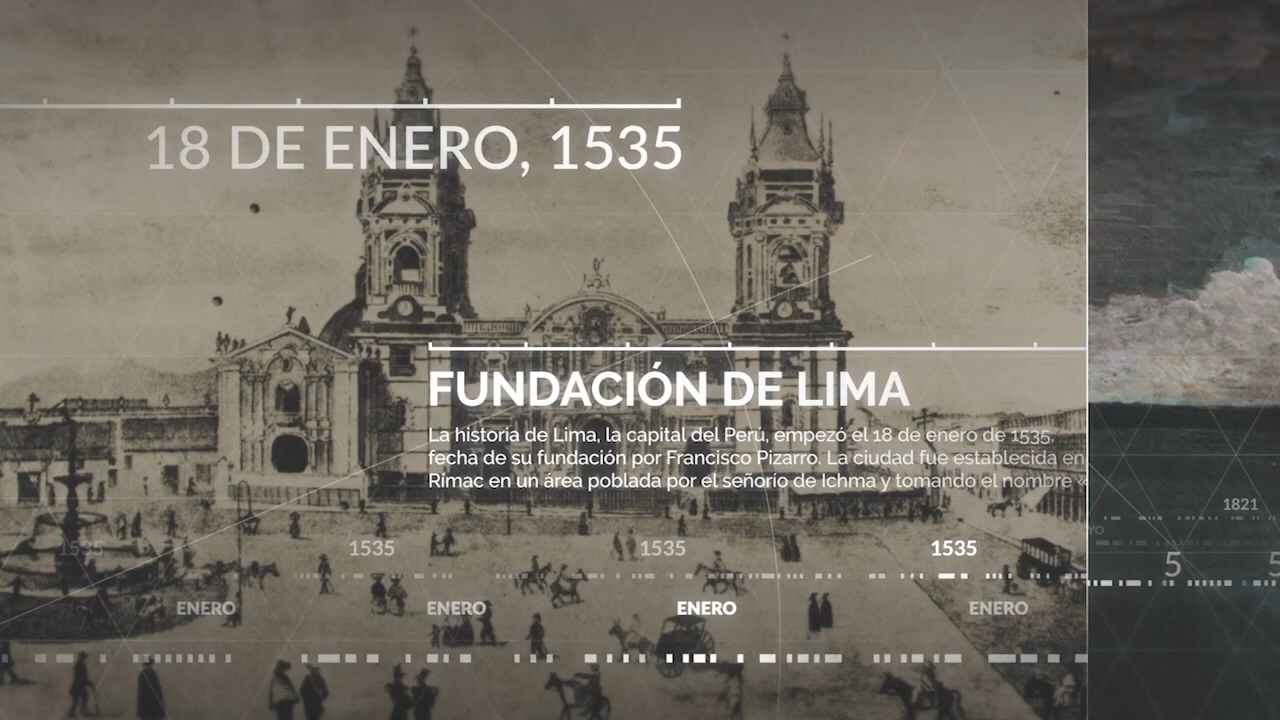 18 DE ENERO, 1535
FUNDACIÓN DE LIMA
La historia de Lima, la capital del Perú, empezó el 18 de enero de 1535,
fecha de su fundación por Francisco Pizarro. La ciudad fue establecida en
Rímac en un área poblada por el señorío de Ichma y tomando el nombre «
1821
1535 1535 1535 1535
5 5
ENERO ENERO ENERO ENERO